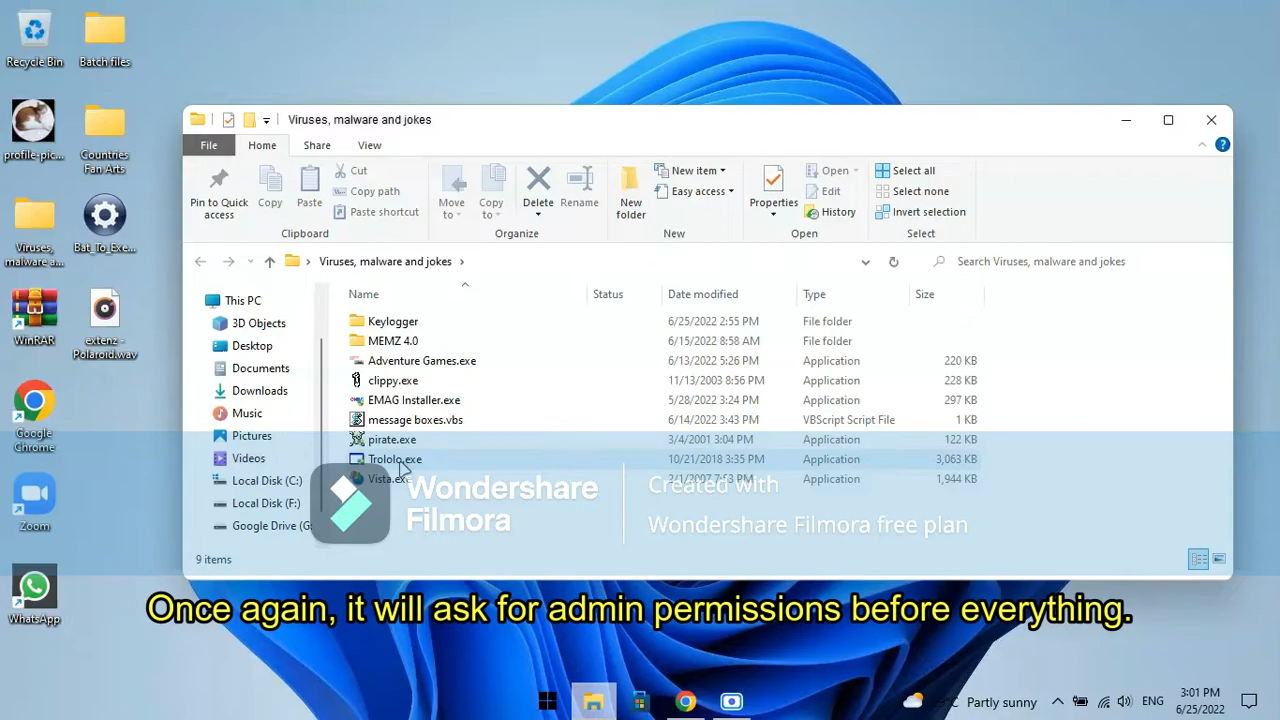 Recycle Bin
Batch files
profile-pic...
Countries
Fan Arts
Viruses,
malware a...
Bat_To_Exe...
WinRAR
extenz -
Polaroid.wav
Google
Chrome
Zoom
WhatsApp
Viruses, malware and jokes
File Home Share View
Pin to Quick
access
Copy
Paste
Cut
Copy path
Paste shortcut
Clipboard
Move
to
Copy
to
Delete
Rename
Organize
New
folder
New item
Easy access
New
Properties
Open
Edit
History
Open
Select all
Select none
Invert selection
Select
Viruses, malware and jokes
Search Viruses, malware and jokes
This PC
3D Objects
Desktop
Documents
Downloads
Music
Pictures
Videos
Local Disk (C:)
Local Disk (F:)
Google Drive (G:
Name Status Date modified Type Size
Keylogger 6/25/2022 2:55 PM File folder
MEMZ 4.0 6/15/2022 8:58 AM File folder
Adventure Games.exe 6/13/2022 5:26 PM Application 220 KB
clippy.exe 11/13/2003 8:56 PM Application 228 KB
EMAG Installer.exe 5/28/2022 3:24 PM Application 297 KB
message boxes.vbs 6/14/2022 3:43 PM VBScript Script File 1 KB
pirate.exe 3/4/2001 3:04 PM Application 122 KB
Trololo.exe 10/21/2018 3:35 PM Application 3,063 KB
Vista.exe 2/1/2007 7:53 PM Application 1,944 KB
Wondershare
Filmora
Created with
Wondershare Filmora free plan
9 items
Once again, it will ask for admin permissions before everything.
Partly sunny
ENG
3:01 PM
6/25/2022